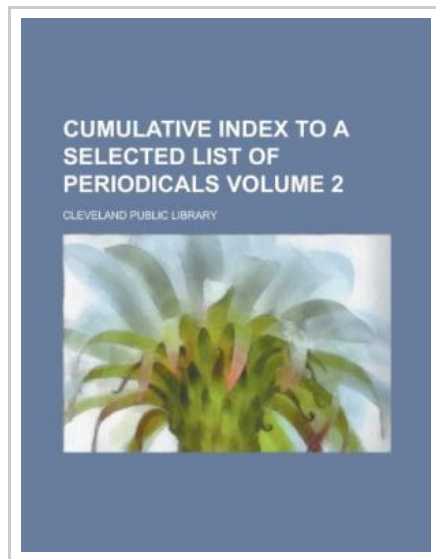 CUMULATIVE INDEX TO A
SELECTED LIST OF
PERIODICALS VOLUME 2
CLEVELAND PUBLIC LIBRARY